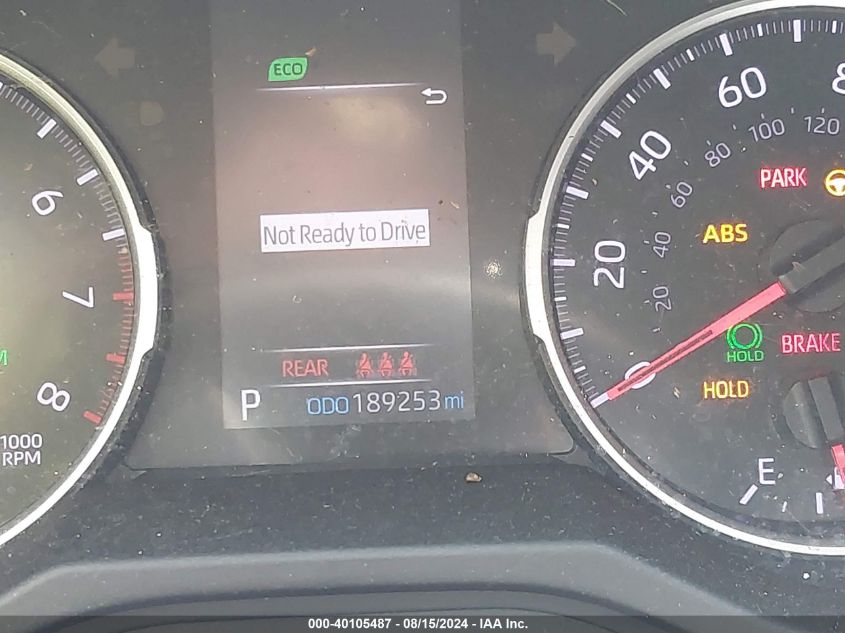 ECO
Not Ready to Drive
REAR
P ODO 189253 mi
6
7
8
1000
RPM
0
20
40
60
20
40
60
80
100
120
PARK
ABS
HOLD
BRAKE
HOLD
E
000-40105487 - 08/15/2024 - IAA Inc.